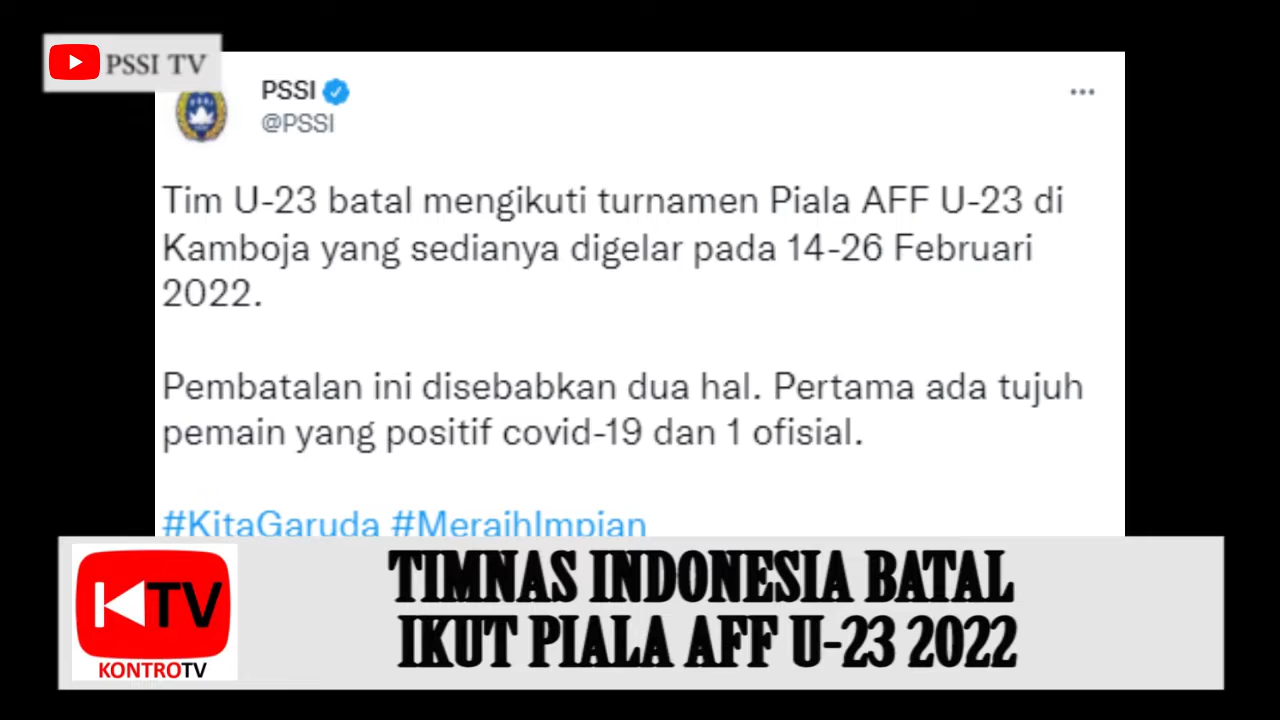 PSSI TV
PSSI
@PSSI
Tim U-23 batal mengikuti turnamen Piala AFF U-23 di
Kamboja yang sedianya digelar pada 14-26 Februari
2022.
Pembatalan ini disebabkan dua hal. Pertama ada tujuh
pemain yang positif covid-19 dan 1 ofisial.
#KitaGaruda #MeraihImpian
KTV
KONTROTV
TIMNAS INDONESIA BATAL
IKUT PIALA AFF U-23 2022